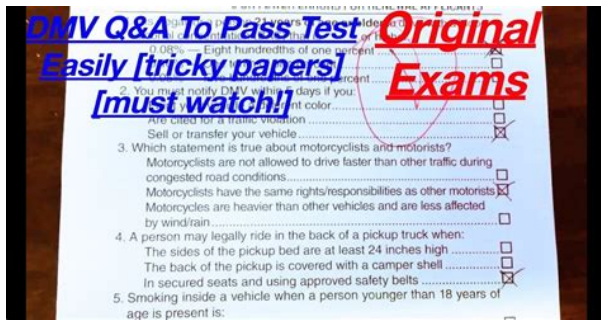 DMV Q&A To Pass Test
Easily [tricky papers]
[must watch!]
Original
Exams
FOR RENEWAL APPLICANTS
21 years
0.08% — Eight hundredths of one percent
percent
2. You must notify DMV within 5 days if you:
color
Are cited for a traffic violation
Sell or transfer your vehicle
3. Which statement is true about motorcyclists and motorists?
Motorcyclists are not allowed to drive faster than other traffic during
congested road conditions
Motorcyclists have the same rights/responsibilities as other motorists
Motorcycles are heavier than other vehicles and are less affected
by wind/rain
4. A person may legally ride in the back of a pickup truck when:
The sides of the pickup bed are at least 24 inches high
The back of the pickup is covered with a camper shell
In secured seats and using approved safety belts
5. Smoking inside a vehicle when a person younger than 18 years of
age is present is: